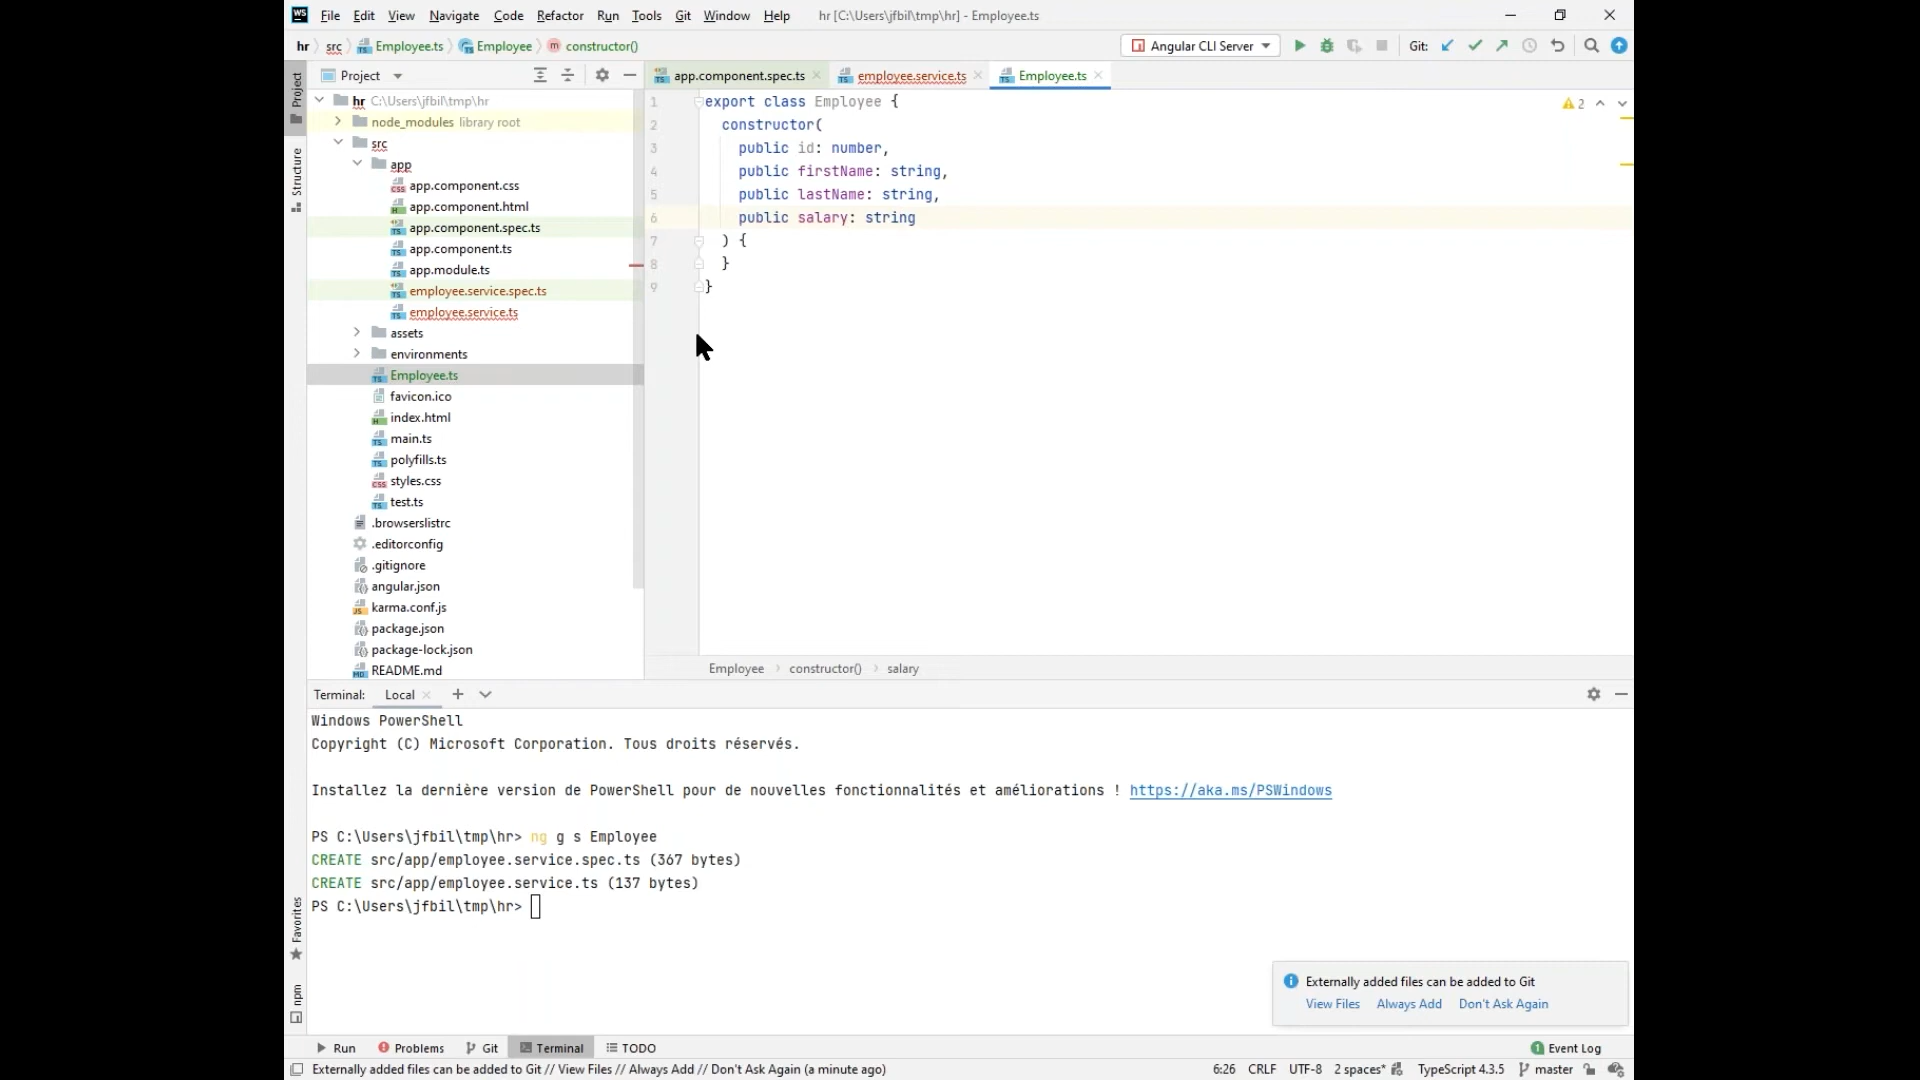 WS File Edit View Navigate Code Refactor Run Tools Git Window Help hr [C:\Users\jfbil\tmp\hr] - Employee.ts
hr src Employee.ts Employee constructor()
Angular CLI Server Git:
Project
app.component.spec.ts employee.service.ts Employee.ts
Project
Structure
Favorites
npm
hr C:\Users\jfbil\tmp\hr
node_modules library root
src
app
app.component.css
app.component.html
app.component.spec.ts
app.component.ts
app.module.ts
employee.service.spec.ts
employee.service.ts
assets
environments
Employee.ts
favicon.ico
index.html
main.ts
polyfills.ts
styles.css
test.ts
.browserslistrc
.editorconfig
.gitignore
angular.json
karma.conf.js
package.json
package-lock.json
README.md
1 export class Employee {
2 constructor(
3 public id: number,
4 public firstName: string,
5 public lastName: string,
6 public salary: string
7 ) {
8 }
9 }
2
Employee constructor() salary
Terminal: Local
Windows PowerShell
Copyright (C) Microsoft Corporation. Tous droits réservés.
Installez la dernière version de PowerShell pour de nouvelles fonctionnalités et améliorations ! https://aka.ms/PSWindows
PS C:\Users\jfbil\tmp\hr> ng g s Employee
CREATE src/app/employee.service.spec.ts (367 bytes)
CREATE src/app/employee.service.ts (137 bytes)
PS C:\Users\jfbil\tmp\hr>
Externally added files can be added to Git
View Files Always Add Don't Ask Again
Run Problems Git Terminal TODO
1 Event Log
Externally added files can be added to Git // View Files // Always Add // Don't Ask Again (a minute ago)
6:26 CRLF UTF-8 2 spaces* TypeScript 4.3.5 master